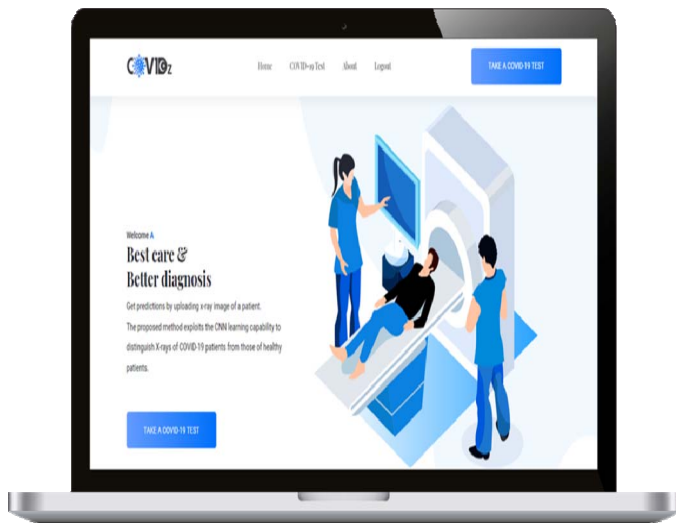 COVIDCz
Home COVID-19 Test About Logout
TAKE A COVID-19 TEST
Welcome A
Best care &
Better diagnosis
Get predictions by uploading x-ray image of a patient.
The proposed method exploits the CNN learning capability to
distinguish X-rays of COVID-19 patients from those of healthy
patients.
TAKE A COVID-19 TEST